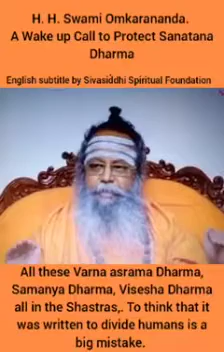 H. H. Swami Omkarananda.
A Wake up Call to Protect Sanatana
Dharma
English subtitle by Sivasiddhi Spiritual Foundation
All these Varna asrama Dharma,
Samanya Dharma, Visesha Dharma
all in the Shastras,. To think that it
was written to divide humans is a
big mistake.